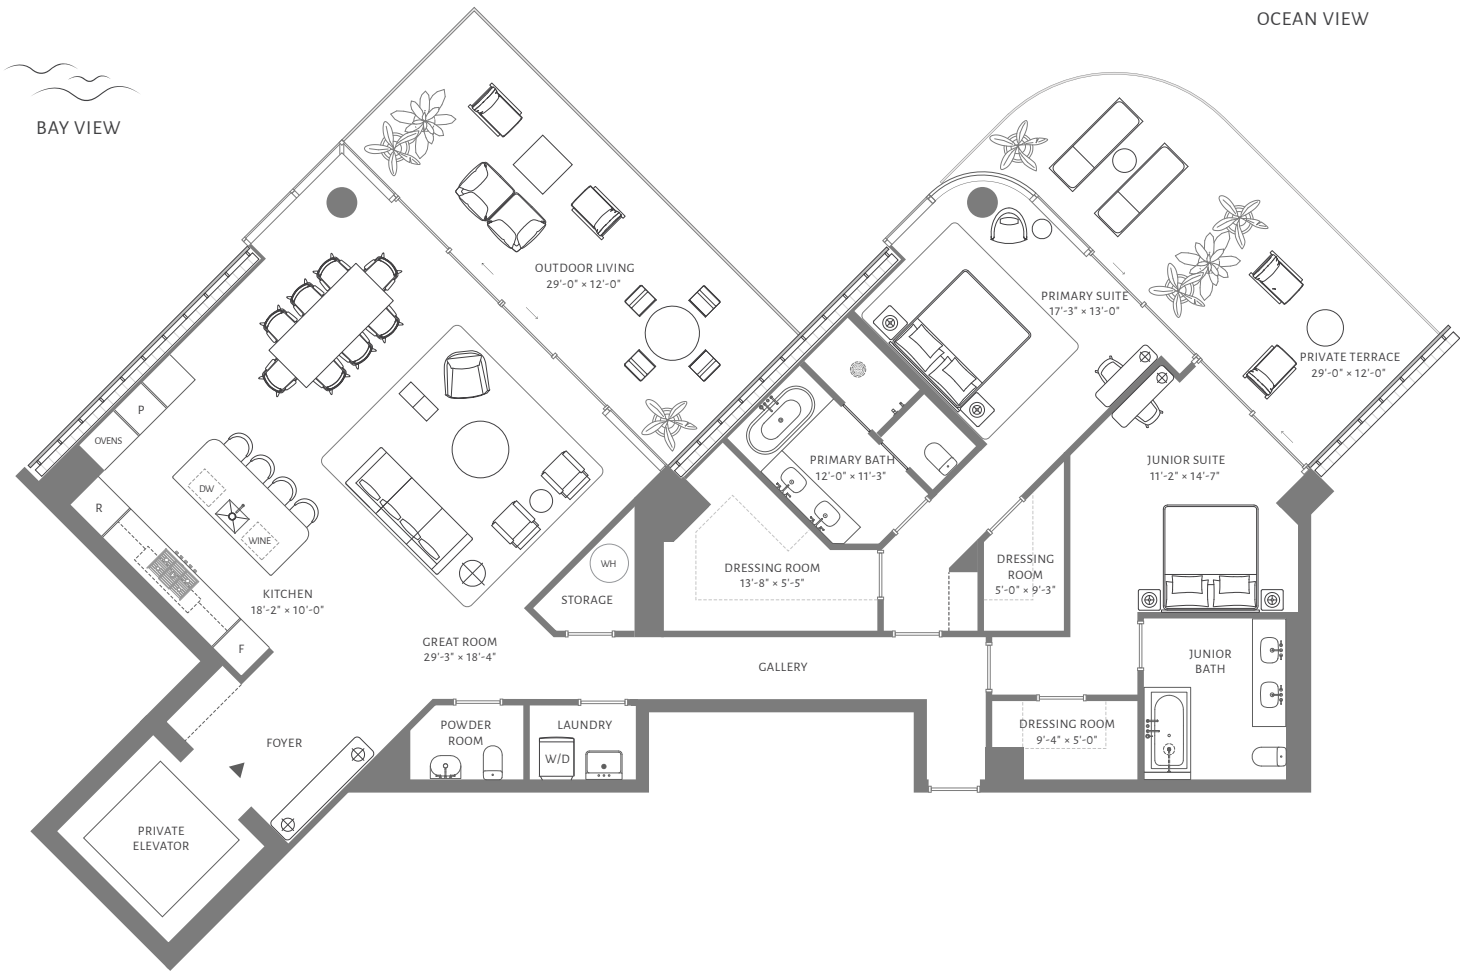 OCEAN VIEW
BAY VIEW
OUTDOOR LIVING
29'-0" × 12'-0"
PRIMARY SUITE
17'-3" × 13'-0"
PRIVATE TERRACE
29'-0" × 12'-0"
P
OVENS
PRIMARY BATH
12'-0" × 11'-3"
JUNIOR SUITE
11'-2" × 14'-7"
DW
R
WINE
WH
DRESSING ROOM
13'-8" × 5'-5"
DRESSING
ROOM
5'-0" × 9'-3"
KITCHEN
18'-2" × 10'-0"
STORAGE
F
GREAT ROOM
29'-3" × 18'-4"
GALLERY
JUNIOR
BATH
POWDER
ROOM
LAUNDRY
W/D
DRESSING ROOM
9'-4" × 5'-0"
FOYER
PRIVATE
ELEVATOR